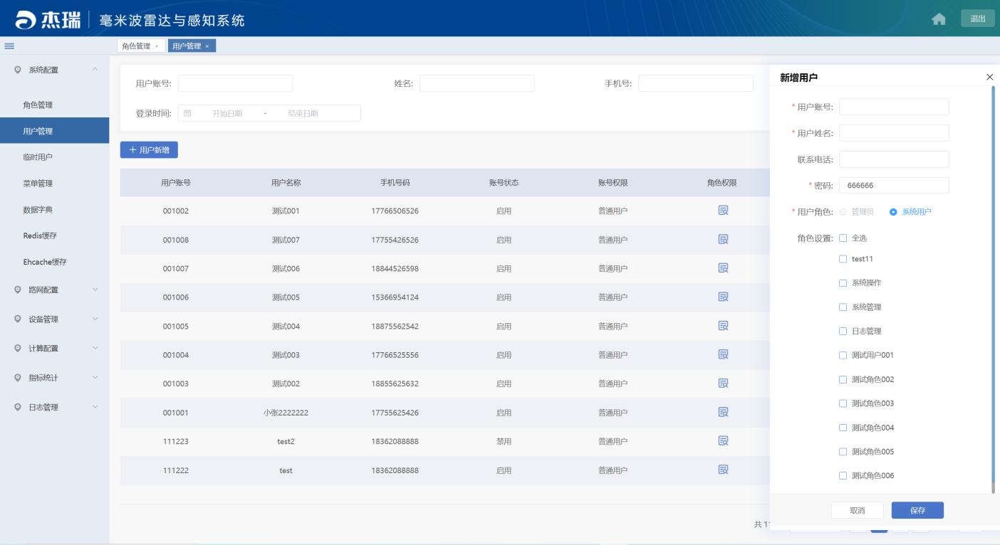 杰瑞 毫米波雷达与感知系统 退出
角色管理 × 用户管理 ×
系统配置
角色管理
用户管理
临时用户
菜单管理
数据字典
Redis缓存
Ehcache缓存
路网配置
设备管理
计算配置
指标统计
日志管理
用户账号: 姓名: 手机号:
登录时间: 开始日期 - 结束日期
+ 用户新增
用户账号 用户名称 手机号码 账号状态 账号权限 角色权限
001002 测试001 17766506526 启用 普通用户
001008 测试007 17755426526 启用 普通用户
001007 测试006 18844526598 启用 普通用户
001006 测试005 15366954124 启用 普通用户
001005 测试004 18875562542 启用 普通用户
001004 测试003 17766525556 启用 普通用户
001003 测试002 18855625632 启用 普通用户
001001 小张2222222 17755625426 启用 普通用户
111223 test2 18362088888 禁用 普通用户
111222 test 18362088888 启用 普通用户
共 1
新增用户
* 用户账号:
* 用户姓名:
联系电话:
* 密码: 666666
* 用户角色: 管理员 系统用户
角色设置: 全选
test11
系统操作
系统管理
日志管理
测试用户001
测试角色002
测试角色003
测试角色004
测试角色005
测试角色006
取消 保存